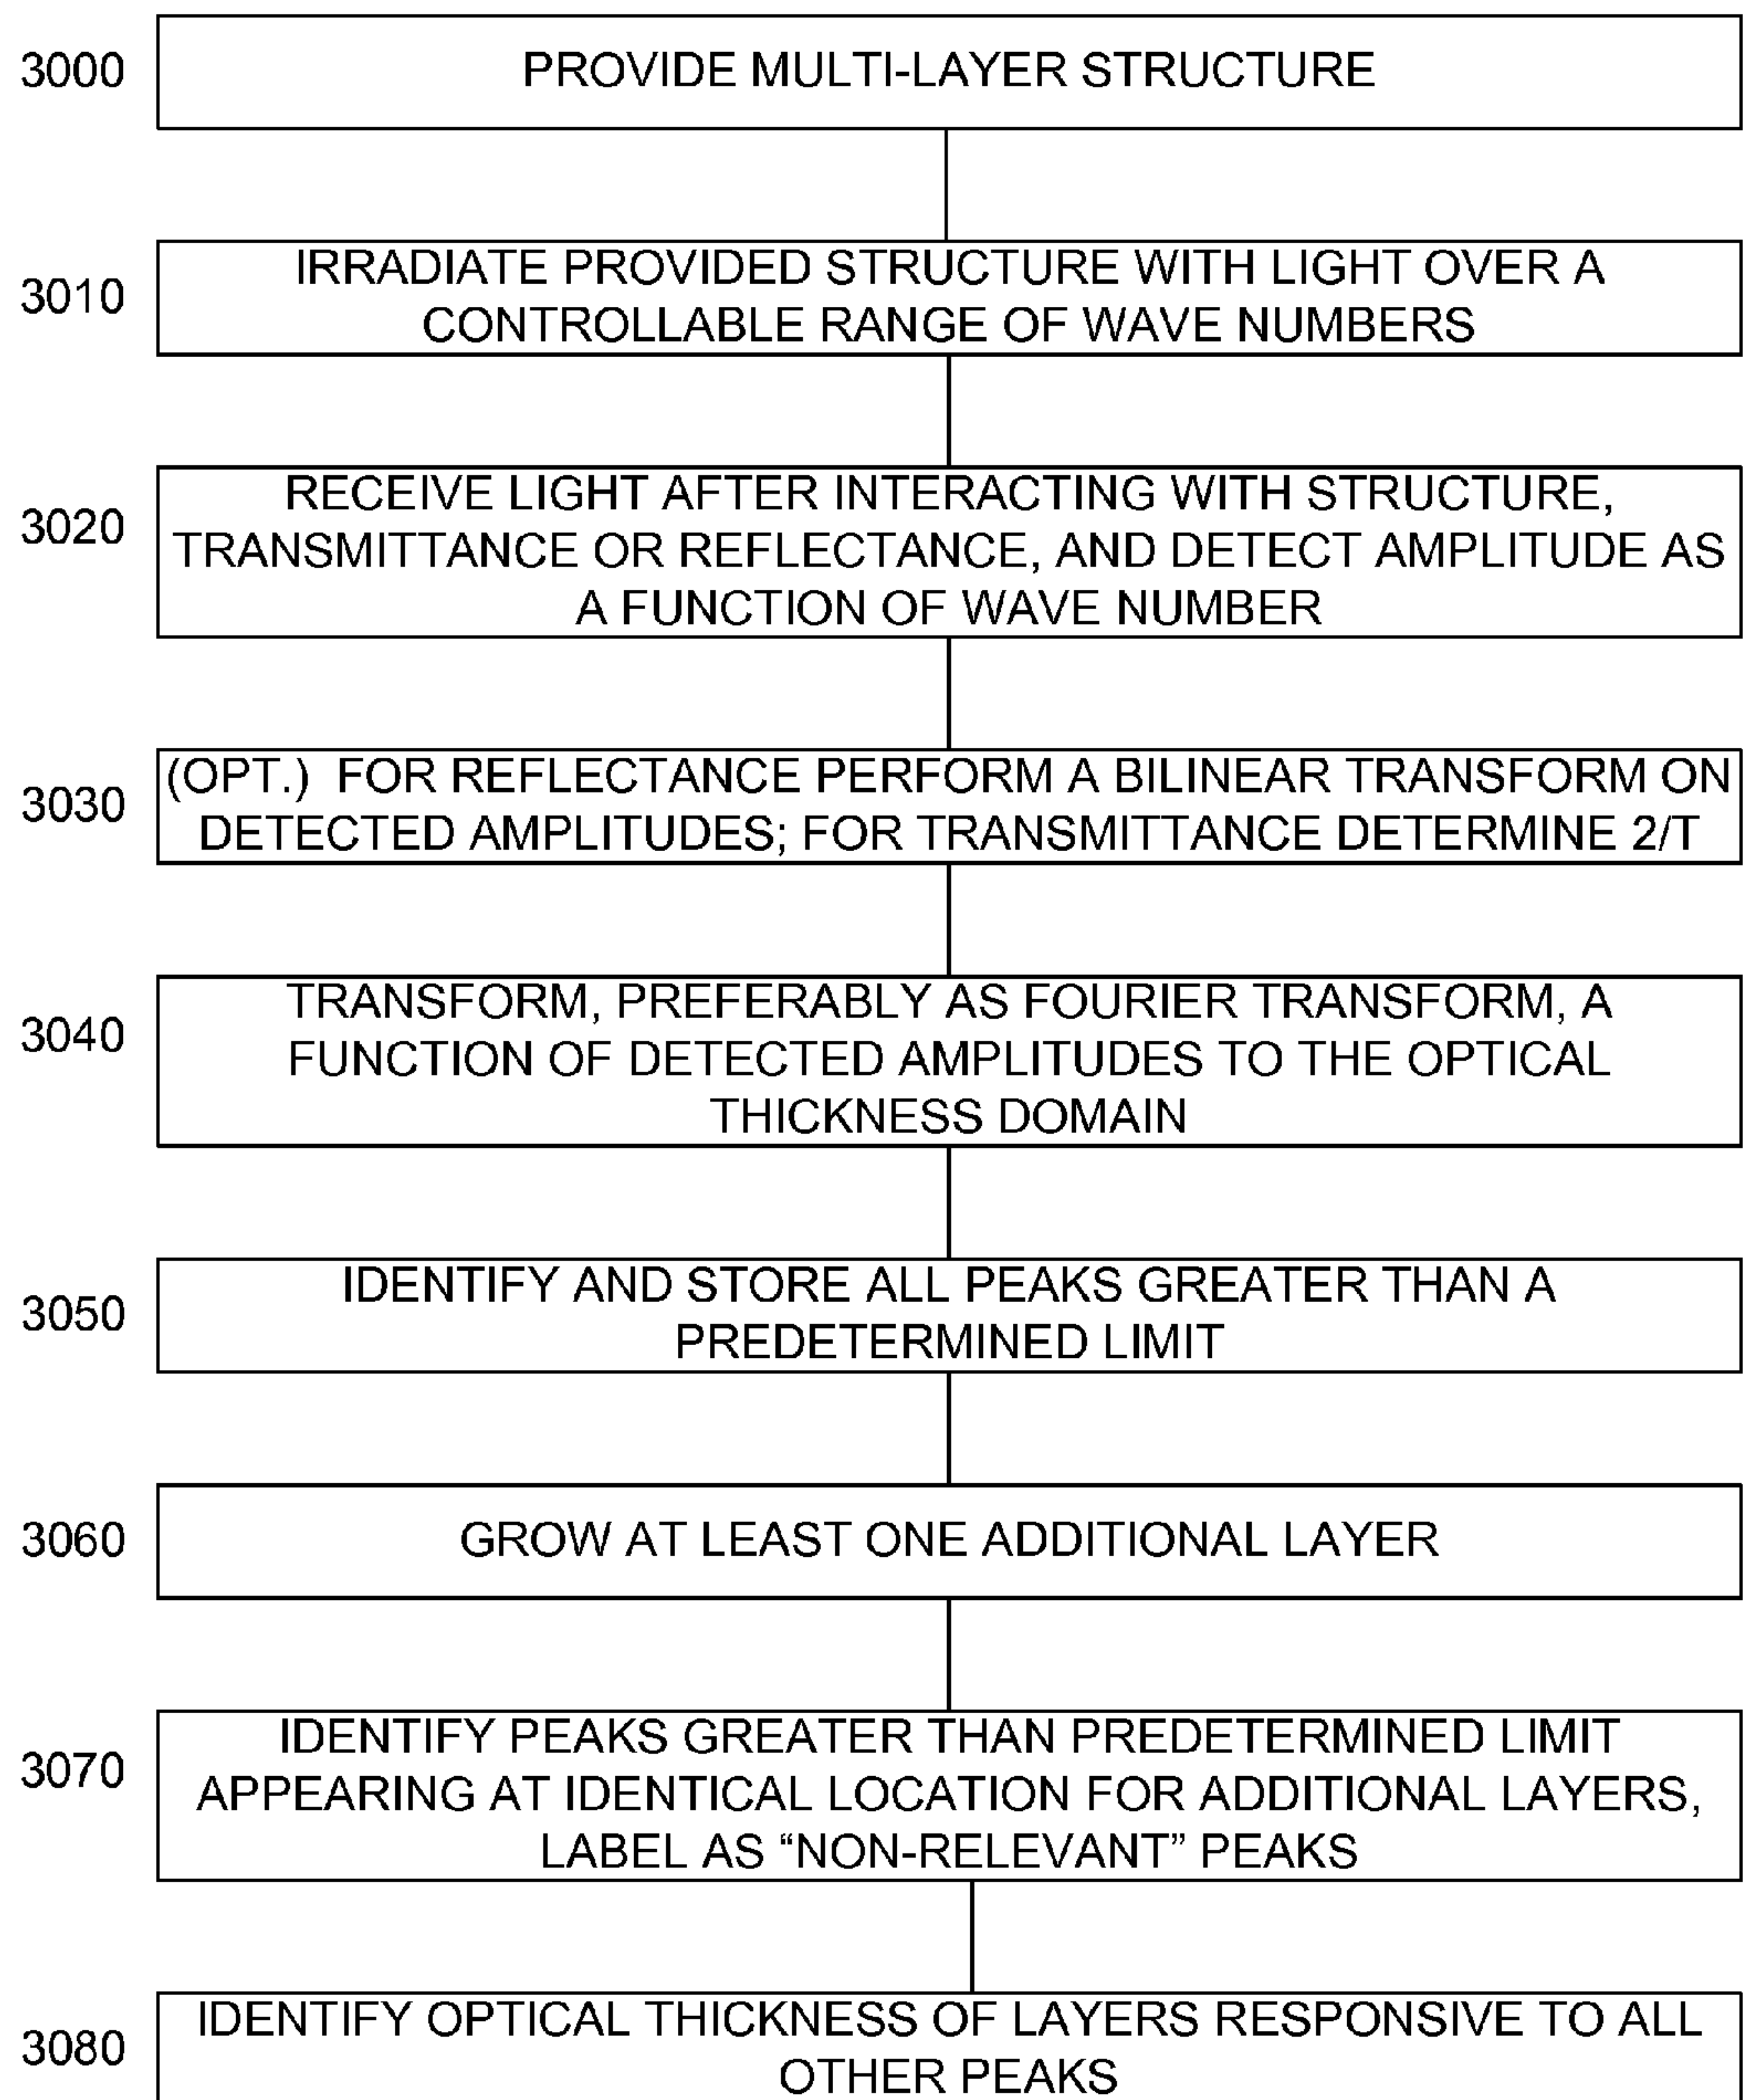 3000
PROVIDE MULTI-LAYER STRUCTURE
3010
IRRADIATE PROVIDED STRUCTURE WITH LIGHT OVER A
CONTROLLABLE RANGE OF WAVE NUMBERS
3020
RECEIVE LIGHT AFTER INTERACTING WITH STRUCTURE,
TRANSMITTANCE OR REFLECTANCE, AND DETECT AMPLITUDE AS
A FUNCTION OF WAVE NUMBER
3030
(OPT.) FOR REFLECTANCE PERFORM A BILINEAR TRANSFORM ON
DETECTED AMPLITUDES; FOR TRANSMITTANCE DETERMINE 2/T
3040
TRANSFORM, PREFERABLY AS FOURIER TRANSFORM, A
FUNCTION OF DETECTED AMPLITUDES TO THE OPTICAL
THICKNESS DOMAIN
3050
IDENTIFY AND STORE ALL PEAKS GREATER THAN A
PREDETERMINED LIMIT
3060
GROW AT LEAST ONE ADDITIONAL LAYER
3070
IDENTIFY PEAKS GREATER THAN PREDETERMINED LIMIT
APPEARING AT IDENTICAL LOCATION FOR ADDITIONAL LAYERS,
LABEL AS “NON-RELEVANT” PEAKS
3080
IDENTIFY OPTICAL THICKNESS OF LAYERS RESPONSIVE TO ALL
OTHER PEAKS